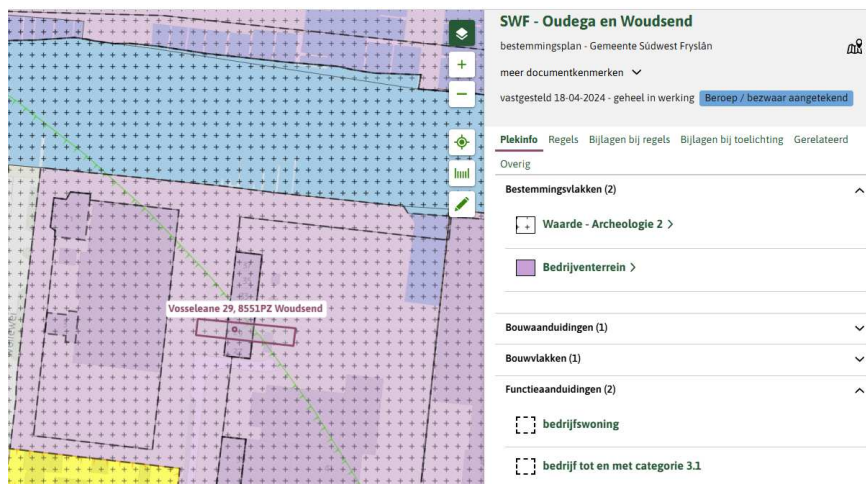 SWF - Oudega en Woudsend
bestemmingsplan - Gemeente Súdwest Fryslân
meer documentkenmerken
vastgesteld 18-04-2024 - geheel in werking Beroep / bezwaar aangetekend
Plekinfo Regels Bijlagen bij regels Bijlagen bij toelichting Gerelateerd
Overig
Bestemmingsvlakken (2)
Waarde - Archeologie 2 >
Bedrijventerrein >
Bouwaanduidingen (1)
Bouwvlakken (1)
Functieaanduidingen (2)
bedrijfswoning
bedrijf tot en met categorie 3.1
Vosseleane 29, 8551PZ Woudsend